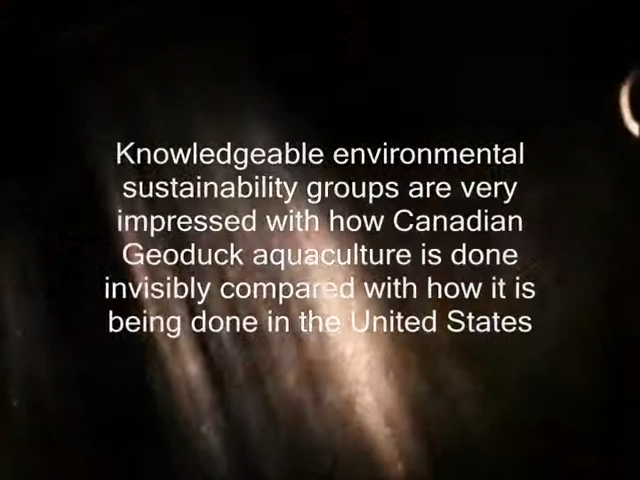 Knowledgeable environmental
sustainability groups are very
impressed with how Canadian
Geoduck aquaculture is done
invisibly compared with how it is
being done in the United States